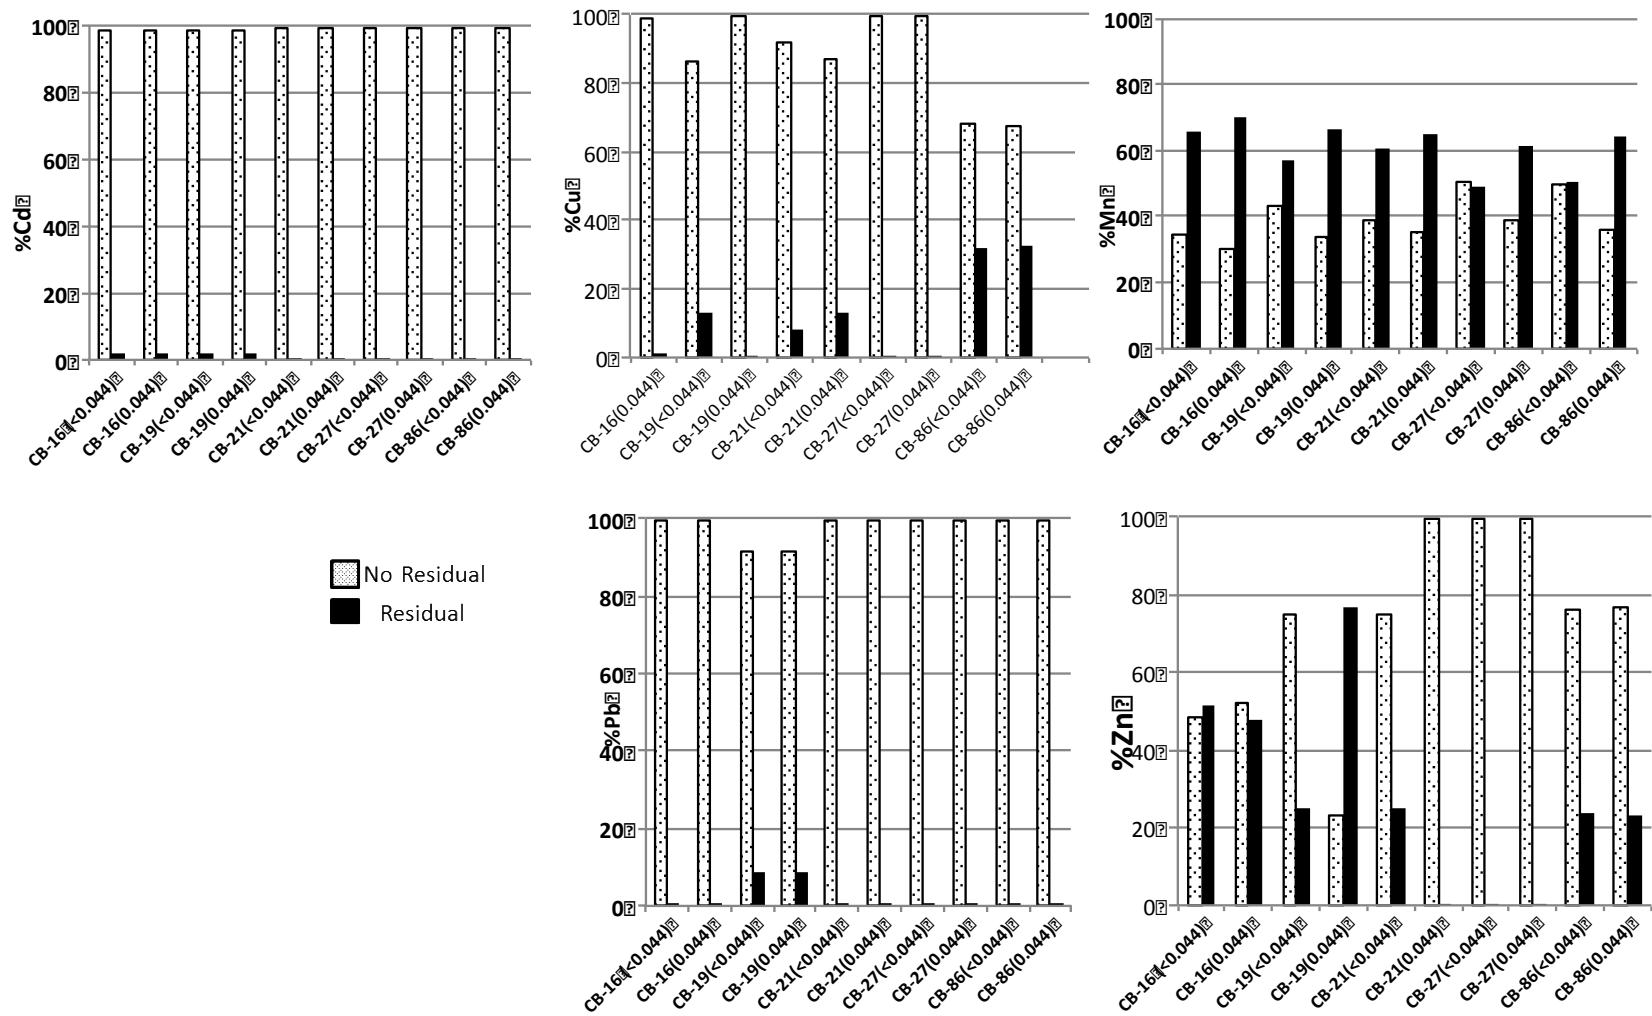 100
80
60
40
20
0
%Cd
CB-16(<0.044)
CB-16(0.044)
CB-19(<0.044)
CB-19(0.044)
CB-21(<0.044)
CB-21(0.044)
CB-27(<0.044)
CB-27(0.044)
CB-86(<0.044)
CB-86(0.044)
100
80
60
40
20
0
%Cu
CB-16(0.044)
CB-19(<0.044)
CB-19(0.044)
CB-21(<0.044)
CB-21(0.044)
CB-27(<0.044)
CB-27(0.044)
CB-86(<0.044)
CB-86(0.044)
100
80
60
40
20
0
%Mn
CB-16(<0.044)
CB-16(0.044)
CB-19(<0.044)
CB-19(0.044)
CB-21(<0.044)
CB-21(0.044)
CB-27(<0.044)
CB-27(0.044)
CB-86(<0.044)
CB-86(0.044)
No Residual
Residual
100
80
60
40
20
0
%Pb
CB-16(<0.044)
CB-16(0.044)
CB-19(<0.044)
CB-19(0.044)
CB-21(<0.044)
CB-21(0.044)
CB-27(<0.044)
CB-27(0.044)
CB-86(<0.044)
CB-86(0.044)
100
80
60
40
20
0
%Zn
CB-16(<0.044)
CB-16(0.044)
CB-19(<0.044)
CB-19(0.044)
CB-21(<0.044)
CB-21(0.044)
CB-27(<0.044)
CB-27(0.044)
CB-86(<0.044)
CB-86(0.044)